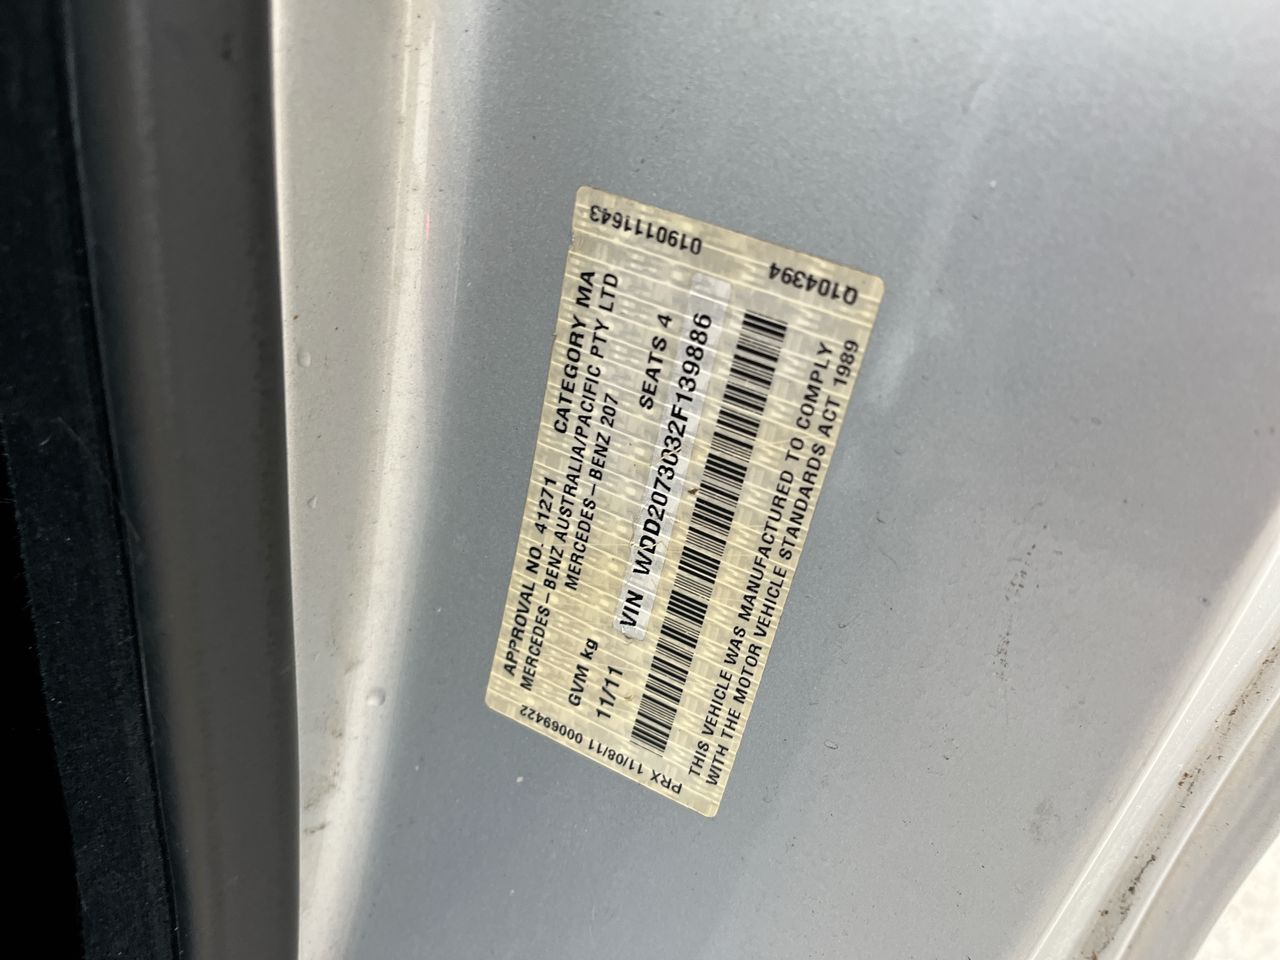 APPROVAL NO. 41271 CATEGORY MA
MERCEDES-BENZ AUSTRALIA/PACIFIC PTY LTD
MERCEDES-BENZ 207
GVM kg SEATS 4
11/11
VIN WDD2073032F139886
THIS VEHICLE WAS MANUFACTURED TO COMPLY
WITH THE MOTOR VEHICLE STANDARDS ACT 1989
PRX 11/08/11 00069422
Q104394 0190111643